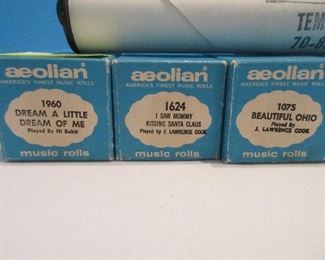 TEM
70-8
aeolian
AMERICA'S FINEST MUSIC ROLLS
1960
DREAM A LITTLE
DREAM OF ME
Played By Hi Babit
music rolls
aeolian
AMERICA'S FINEST MUSIC ROLLS
1624
I SAW MOMMY
KISSING SANTA CLAUS
Played by J. LAWRENCE COOK
music rolls
aeolian
AMERICA'S FINEST MUSIC ROLLS
1075
BEAUTIFUL OHIO
Played By
J. LAWRENCE COOK
music rolls